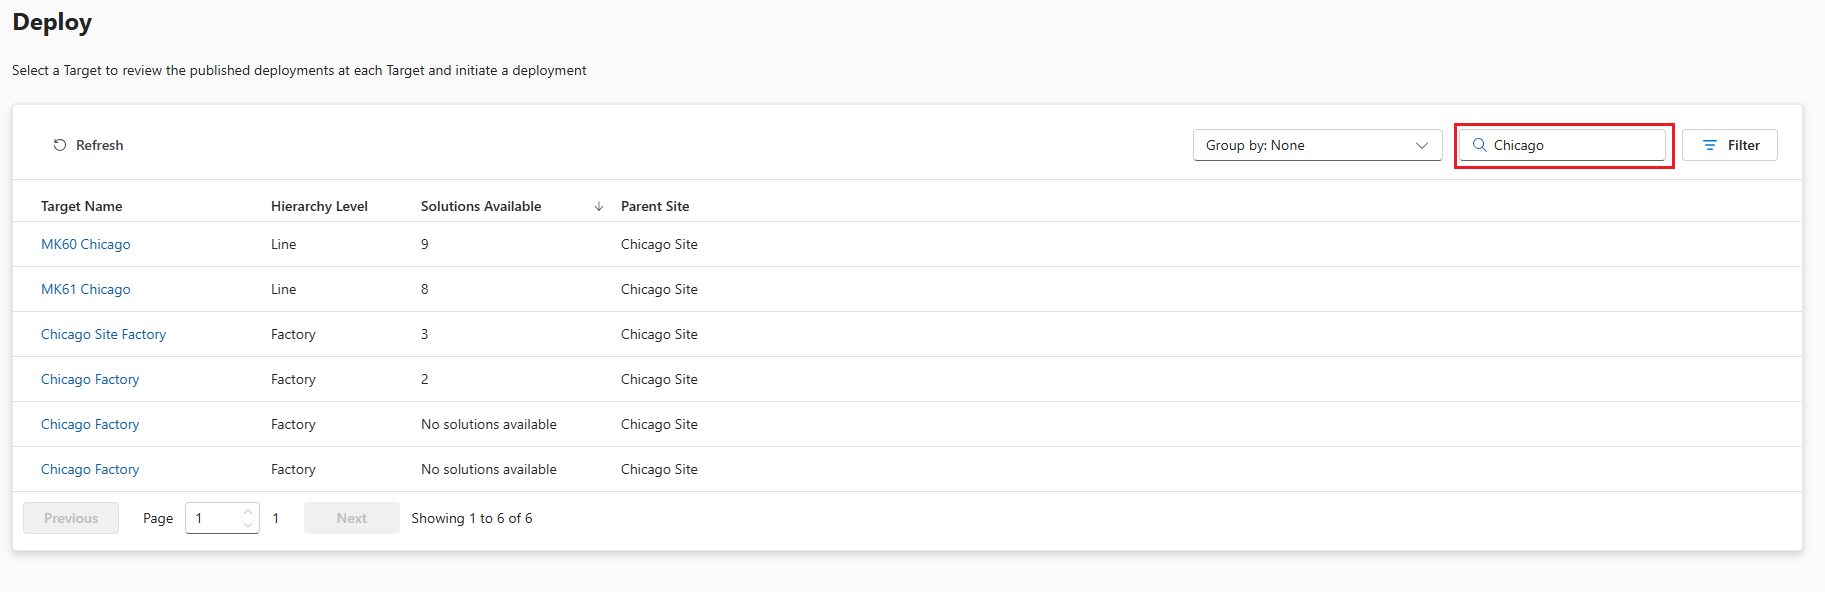 Deploy
Select a Target to review the published deployments at each Target and initiate a deployment
Refresh Group by: None Chicago Filter
Target Name Hierarchy Level Solutions Available Parent Site
MK60 Chicago Line 9 Chicago Site
MK61 Chicago Line 8 Chicago Site
Chicago Site Factory Factory 3 Chicago Site
Chicago Factory Factory 2 Chicago Site
Chicago Factory Factory No solutions available Chicago Site
Chicago Factory Factory No solutions available Chicago Site
Previous Page 1 1 Next Showing 1 to 6 of 6